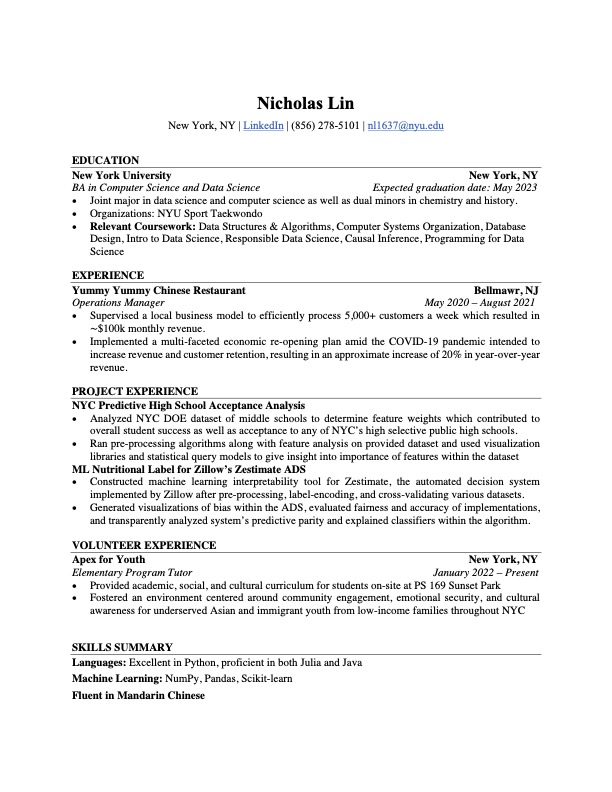 Nicholas Lin
New York, NY | LinkedIn | (856) 278-5101 | nl1637@nyu.edu
EDUCATION
New York University New York, NY
BA in Computer Science and Data Science Expected graduation date: May 2023
• Joint major in data science and computer science as well as dual minors in chemistry and history.
• Organizations: NYU Sport Taekwondo
• Relevant Coursework: Data Structures & Algorithms, Computer Systems Organization, Database
Design, Intro to Data Science, Responsible Data Science, Causal Inference, Programming for Data
Science
EXPERIENCE
Yummy Yummy Chinese Restaurant Bellmawr, NJ
Operations Manager May 2020 – August 2021
• Supervised a local business model to efficiently process 5,000+ customers a week which resulted in
~$100k monthly revenue.
• Implemented a multi-faceted economic re-opening plan amid the COVID-19 pandemic intended to
increase revenue and customer retention, resulting in an approximate increase of 20% in year-over-year
revenue.
PROJECT EXPERIENCE
NYC Predictive High School Acceptance Analysis
• Analyzed NYC DOE dataset of middle schools to determine feature weights which contributed to
overall student success as well as acceptance to any of NYC’s high selective public high schools.
• Ran pre-processing algorithms along with feature analysis on provided dataset and used visualization
libraries and statistical query models to give insight into importance of features within the dataset
ML Nutritional Label for Zillow’s Zestimate ADS
• Constructed machine learning interpretability tool for Zestimate, the automated decision system
implemented by Zillow after pre-processing, label-encoding, and cross-validating various datasets.
• Generated visualizations of bias within the ADS, evaluated fairness and accuracy of implementations,
and transparently analyzed system’s predictive parity and explained classifiers within the algorithm.
VOLUNTEER EXPERIENCE
Apex for Youth New York, NY
Elementary Program Tutor January 2022 – Present
• Provided academic, social, and cultural curriculum for students on-site at PS 169 Sunset Park
• Fostered an environment centered around community engagement, emotional security, and cultural
awareness for underserved Asian and immigrant youth from low-income families throughout NYC
SKILLS SUMMARY
Languages: Excellent in Python, proficient in both Julia and Java
Machine Learning: NumPy, Pandas, Scikit-learn
Fluent in Mandarin Chinese